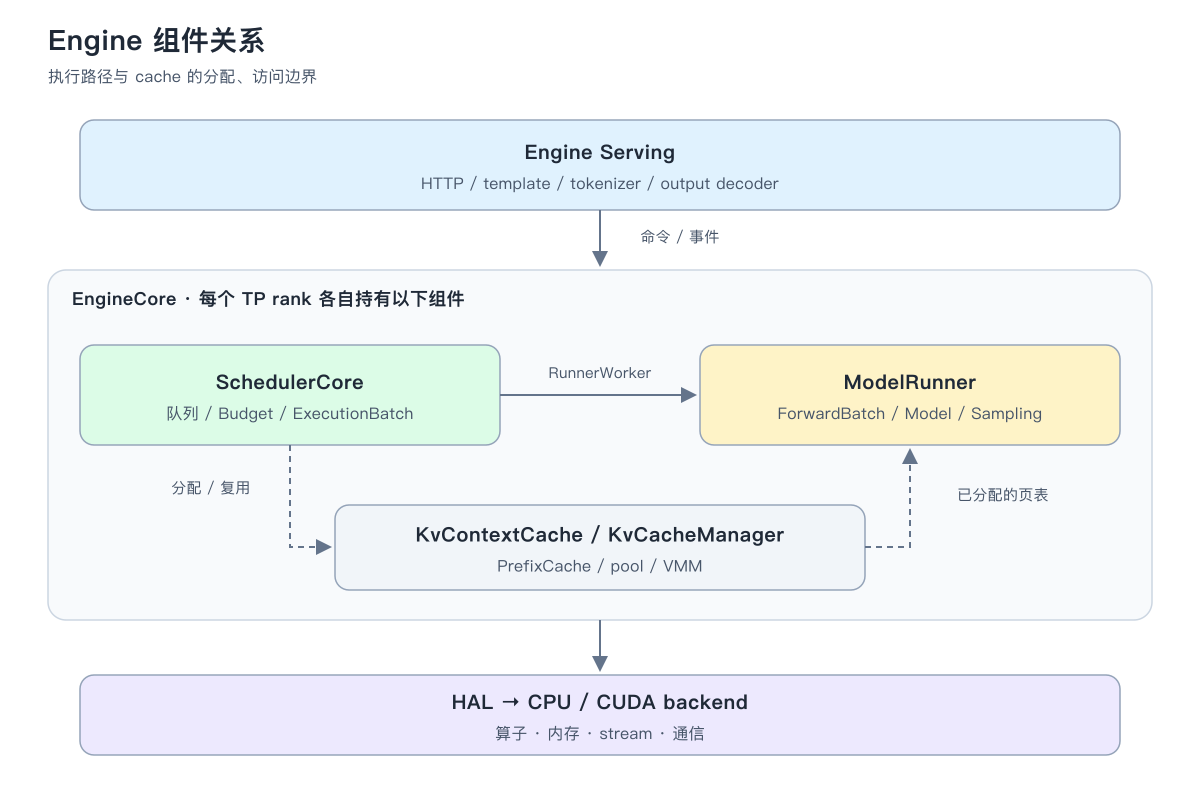 Engine 组件关系
执行路径与 cache 的分配、访问边界
Engine Serving
HTTP / template / tokenizer / output decoder
命令 / 事件
EngineCore · 每个 TP rank 各自持有以下组件
SchedulerCore
队列 / Budget / ExecutionBatch
RunnerWorker
ModelRunner
ForwardBatch / Model / Sampling
分配 / 复用
已分配的页表
KvContextCache / KvCacheManager
PrefixCache / pool / VMM
HAL → CPU / CUDA backend
算子 · 内存 · stream · 通信